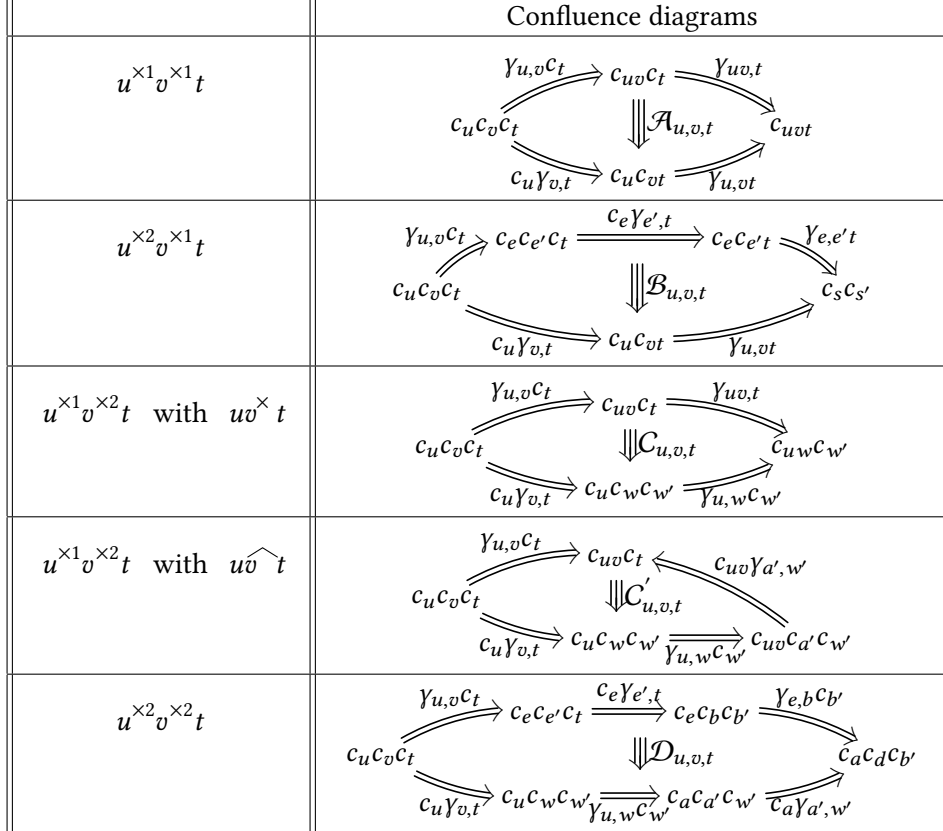 Confluence diagrams
u^{×1}v^{×1}t
γ_{u,v}c_t c_{uv}c_t γ_{uv,t}
c_uc_vc_t 𝒜_{u,v,t} c_{uvt}
c_uγ_{v,t} c_uc_{vt} γ_{u,vt}
u^{×2}v^{×1}t
γ_{u,v}c_t c_ec_{e'}c_t c_eγ_{e',t} c_ec_{e't} γ_{e,e't}
c_uc_vc_t ℬ_{u,v,t} c_sc_{s'}
c_uγ_{v,t} c_uc_{vt} γ_{u,vt}
u^{×1}v^{×2}t with uv^×t
γ_{u,v}c_t c_{uv}c_t γ_{uv,t}
c_uc_vc_t 𝒞_{u,v,t} c_{uw}c_{w'}
c_uγ_{v,t} c_uc_wc_{w'} γ_{u,w}c_{w'}
u^{×1}v^{×2}t with u\widehat{v t}
γ_{u,v}c_t c_{uv}c_t c_{uv}γ_{a',w'}
c_uc_vc_t 𝒞'_{u,v,t}
c_uγ_{v,t} c_uc_wc_{w'} γ_{u,w}c_{w'} c_{uv}c_{a'}c_{w'}
u^{×2}v^{×2}t
γ_{u,v}c_t c_ec_{e'}c_t c_eγ_{e',t} c_ec_bc_{b'} γ_{e,b}c_{b'}
c_uc_vc_t 𝒟_{u,v,t} c_ac_dc_{b'}
c_uγ_{v,t} c_uc_wc_{w'} γ_{u,w}c_{w'} c_ac_{a'}c_{w'} c_aγ_{a',w'}